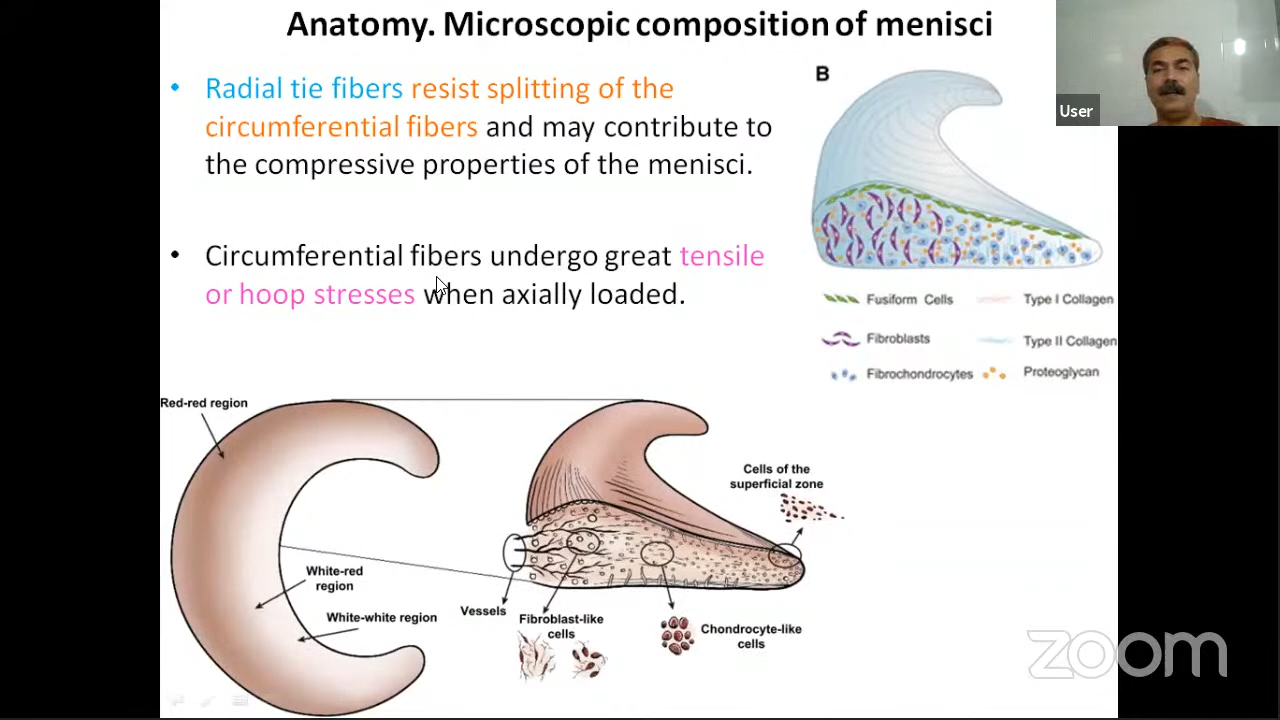 Anatomy. Microscopic composition of menisci
• Radial tie fibers resist splitting of the
circumferential fibers and may contribute to
the compressive properties of the menisci.
• Circumferential fibers undergo great tensile
or hoop stresses when axially loaded.
B
Fusiform Cells
Type I Collagen
Fibroblasts
Type II Collagen
Fibrochondrocytes
Proteoglycan
User
Red-red region
White-red
region
White-white region
Vessels
Fibroblast-like
cells
Cells of the
superficial zone
Chondrocyte-like
cells
zoom